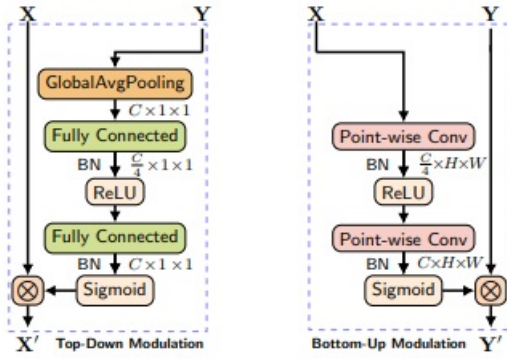 X Y
GlobalAvgPooling
C×1×1
Fully Connected
BN C/4×1×1
ReLU
Fully Connected
BN C×1×1
⊗ Sigmoid
X′ Top-Down Modulation
X Y
Point-wise Conv
BN C/4×H×W
ReLU
Point-wise Conv
BN C×H×W
Sigmoid ⊗
Bottom-Up Modulation Y′